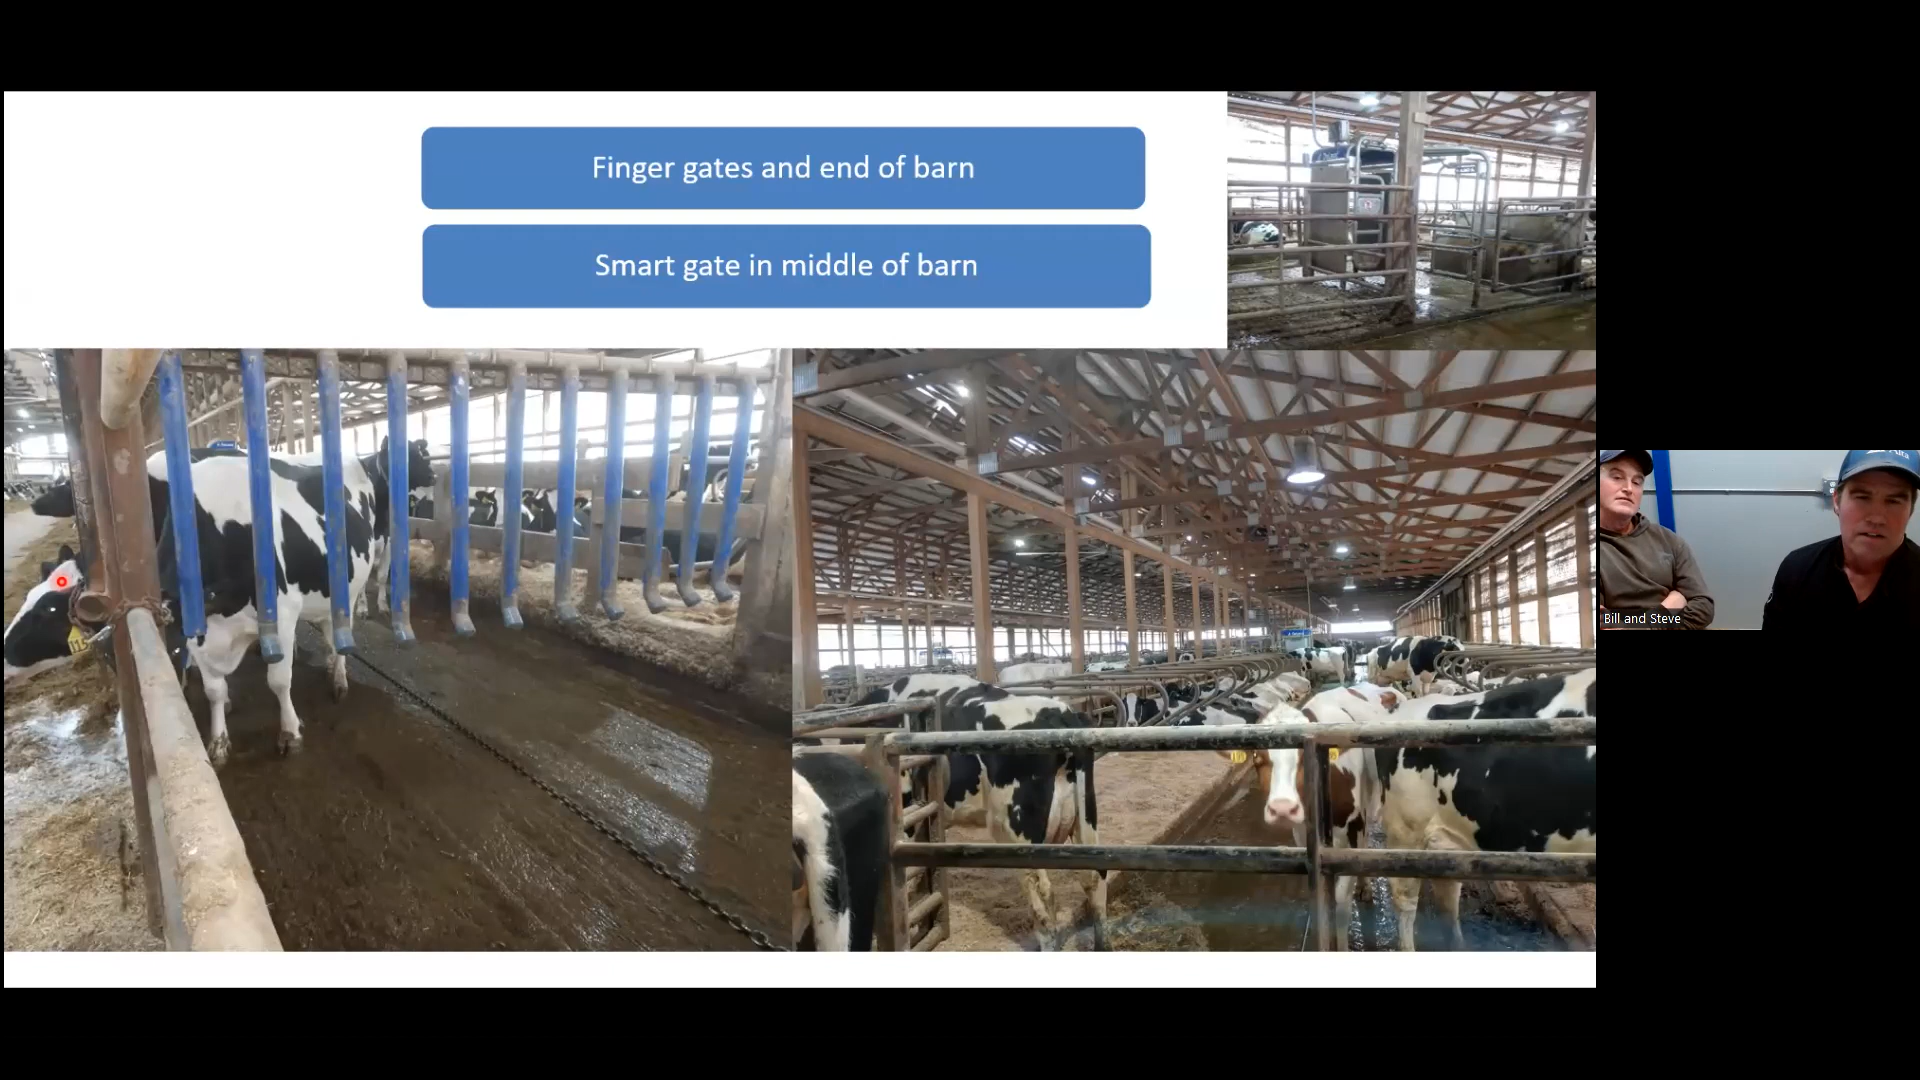 Finger gates and end of barn
Smart gate in middle of barn
Bill and Steve